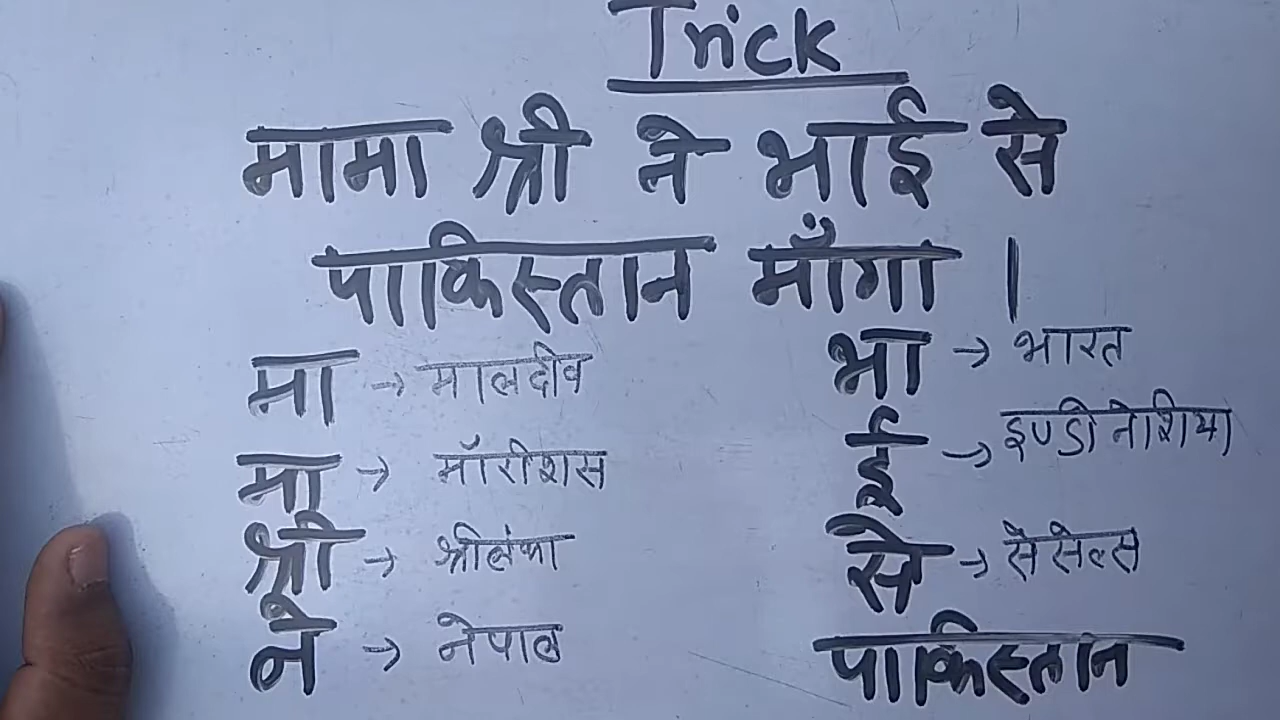 Trick
मामा श्री ने भाई से
पाकिस्तान माँगा ।
मा → मालदीव
मा → मॉरीशस
श्री → श्रीलंका
ने → नेपाल
भा → भारत
ई → इण्डोनेशिया
से → सेसेल्स
पाकिस्तान